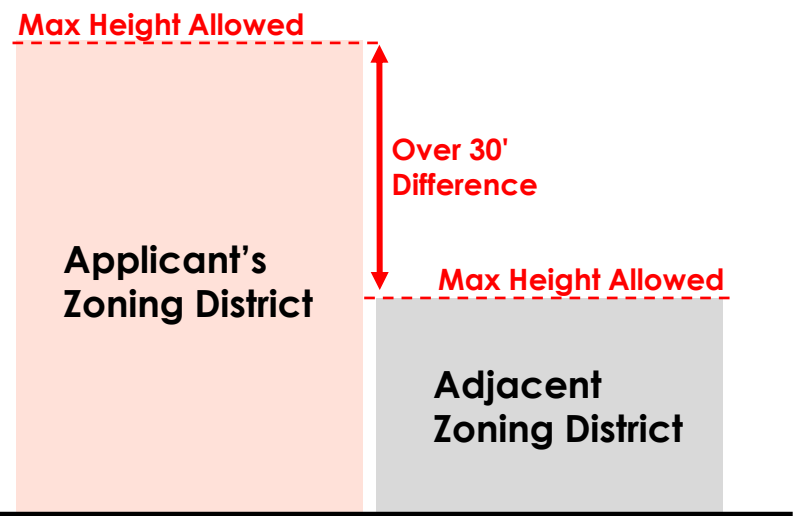 Max Height Allowed
Over 30'
Difference
Applicant’s
Zoning District
Max Height Allowed
Adjacent
Zoning District